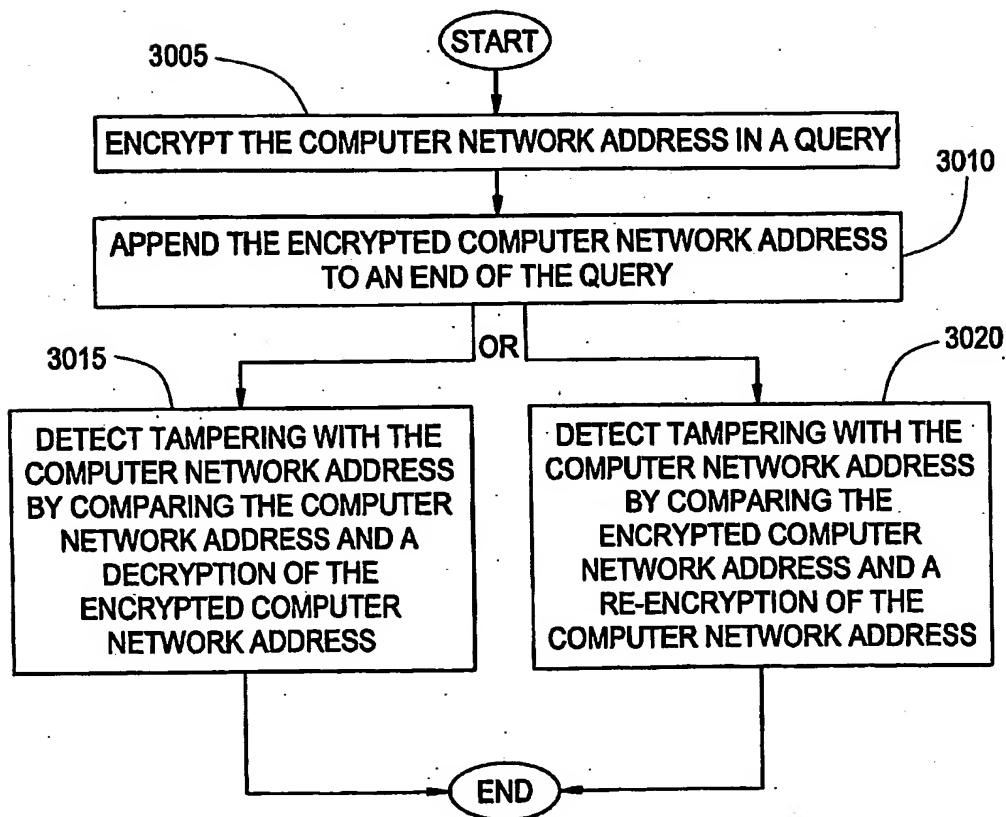 START
3005
ENCRYPT THE COMPUTER NETWORK ADDRESS IN A QUERY
3010
APPEND THE ENCRYPTED COMPUTER NETWORK ADDRESS
TO AN END OF THE QUERY
OR
3015
DETECT TAMPERING WITH THE
COMPUTER NETWORK ADDRESS
BY COMPARING THE COMPUTER
NETWORK ADDRESS AND A
DECRYPTION OF THE
ENCRYPTED COMPUTER
NETWORK ADDRESS
3020
DETECT TAMPERING WITH THE
COMPUTER NETWORK ADDRESS
BY COMPARING THE
ENCRYPTED COMPUTER
NETWORK ADDRESS AND A
RE-ENCRYPTION OF THE
COMPUTER NETWORK ADDRESS
END